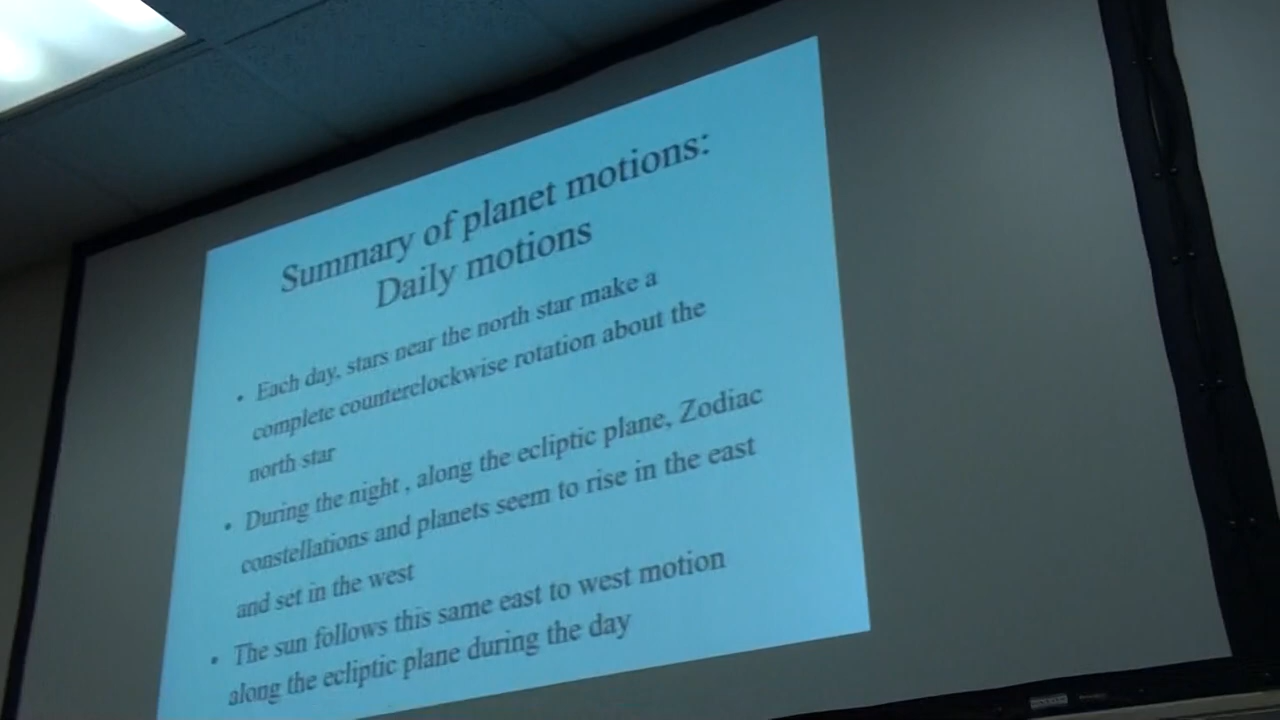 Summary of planet motions:
Daily motions
• Each day, stars near the north star make a
complete counterclockwise rotation about the
north star
• During the night , along the ecliptic plane, Zodiac
constellations and planets seem to rise in the east
and set in the west
• The sun follows this same east to west motion
along the ecliptic plane during the day